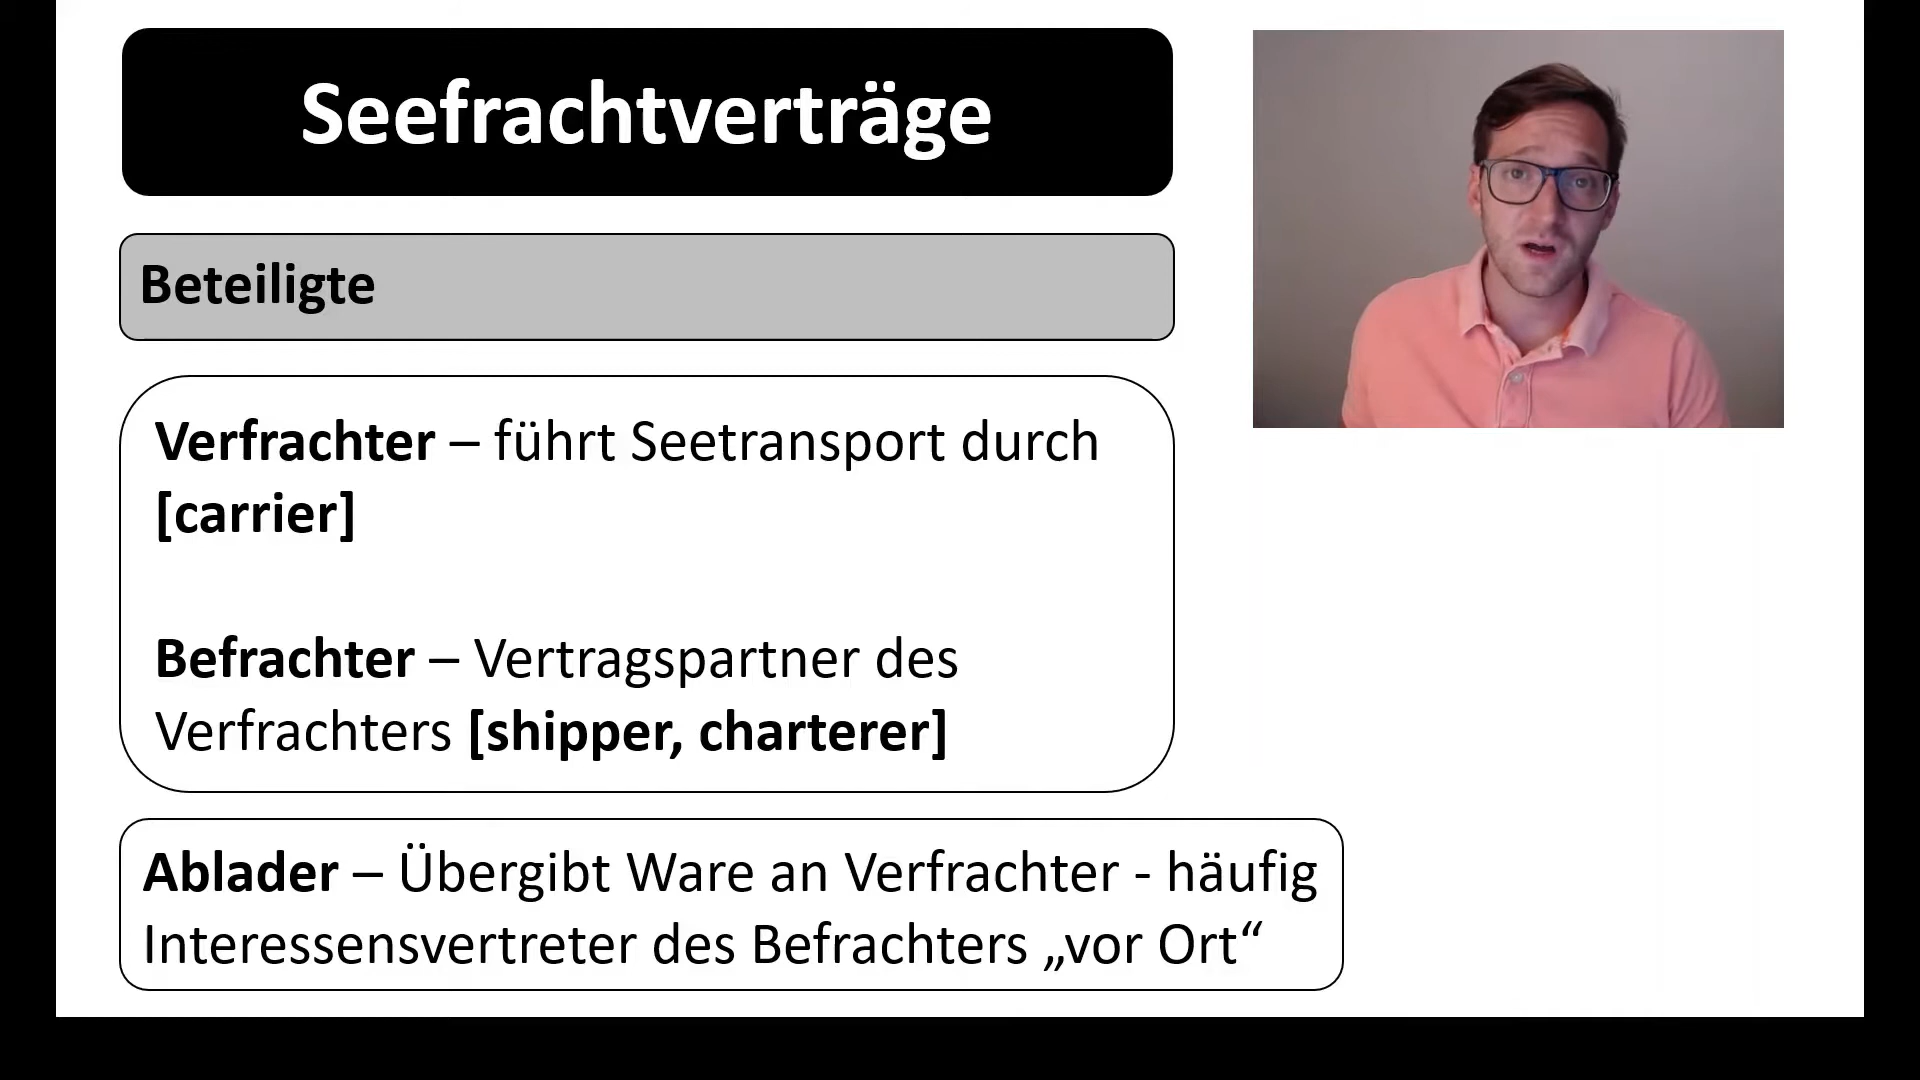 Seefrachtverträge
Beteiligte
Verfrachter – führt Seetransport durch
[carrier]
Befrachter – Vertragspartner des
Verfrachters [shipper, charterer]
Ablader – Übergibt Ware an Verfrachter - häufig
Interessensvertreter des Befrachters „vor Ort“